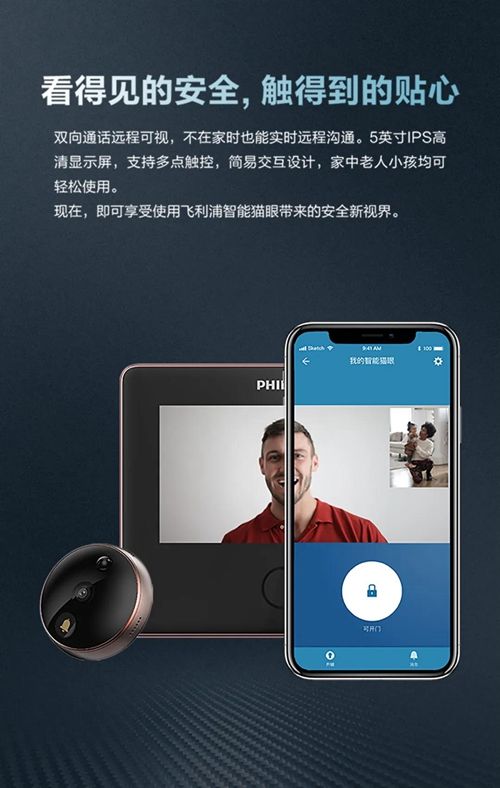 看得见的安全，触得到的贴心
双向通话远程可视，不在家时也能实时远程沟通。5英寸IPS高
清显示屏，支持多点触控，简易交互设计，家中老人小孩均可
轻松使用。
现在，即可享受使用飞利浦智能猫眼带来的安全新视界。
Sketch 9:41 AM 100
我的智能猫眼
PHI
可开门